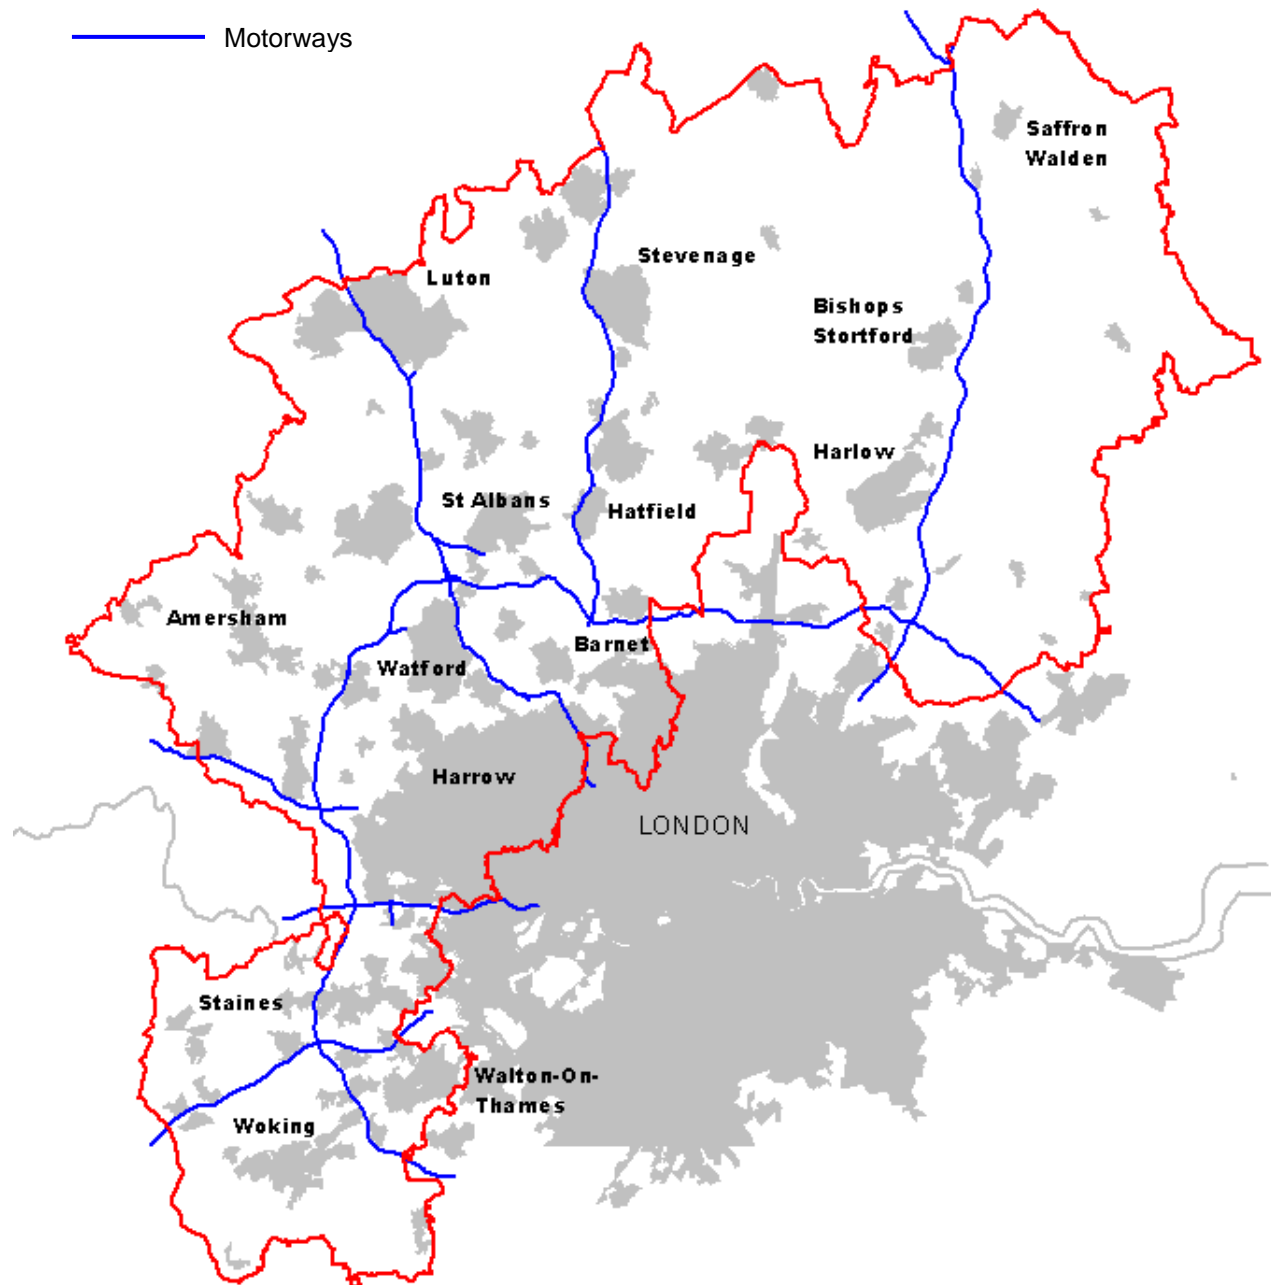 Motorways
Saffron
Walden
Stevenage
Luton
Bishops
Stortford
Harlow
St Albans
Hatfield
Amersham
Barnet
Watford
Harrow
LONDON
Staines
Walton-On-
Thames
Woking